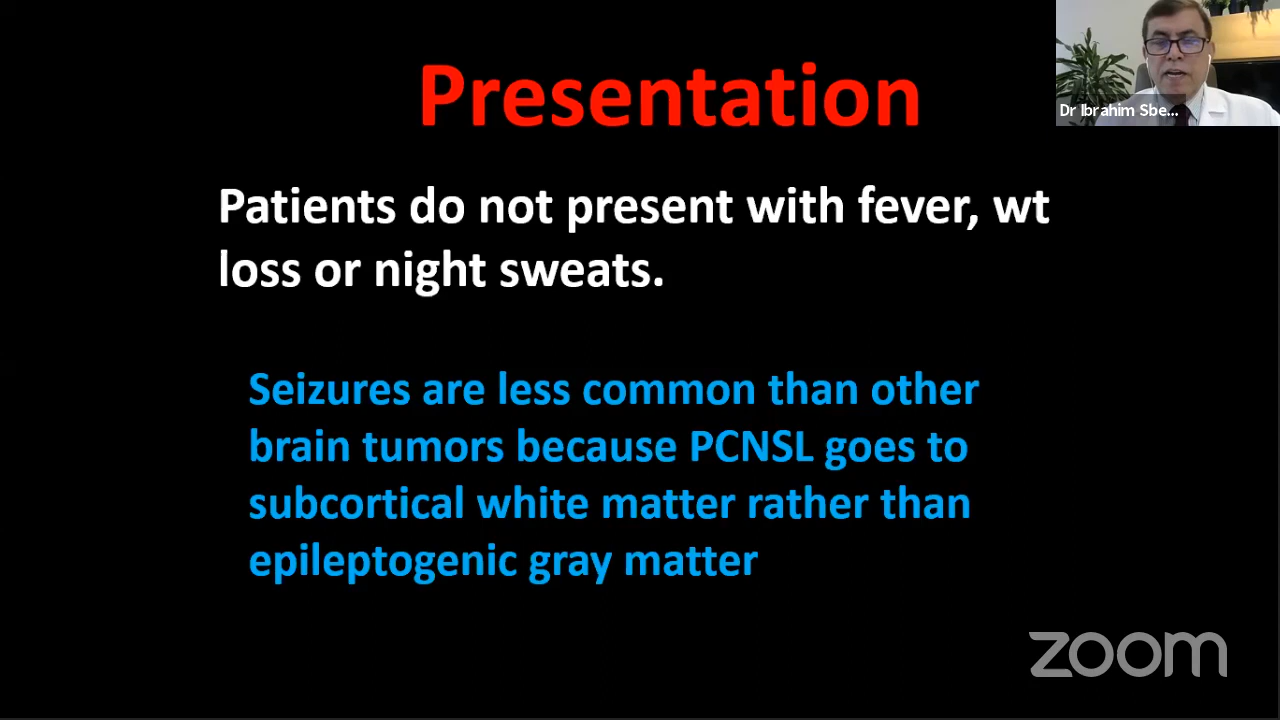 Presentation
Dr Ibrahim Sbe...
Patients do not present with fever, wt
loss or night sweats.
Seizures are less common than other
brain tumors because PCNSL goes to
subcortical white matter rather than
epileptogenic gray matter
zoom